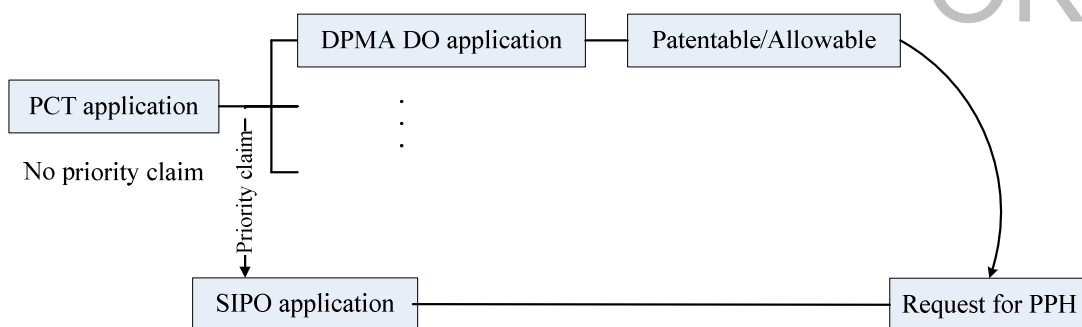 DPMA DO application
Patentable/Allowable
PCT application
No priority claim
Priority claim
SIPO application
Request for PPH